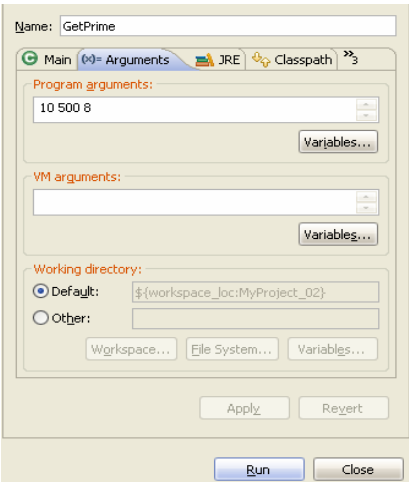 Name: GetPrime
Main (x)= Arguments JRE Classpath »3
Program arguments:
10 500 8
Variables...
VM arguments:
Variables...
Working directory:
Default: ${workspace_loc:MyProject_02}
Other:
Workspace... File System... Variables...
Apply Revert
Run Close